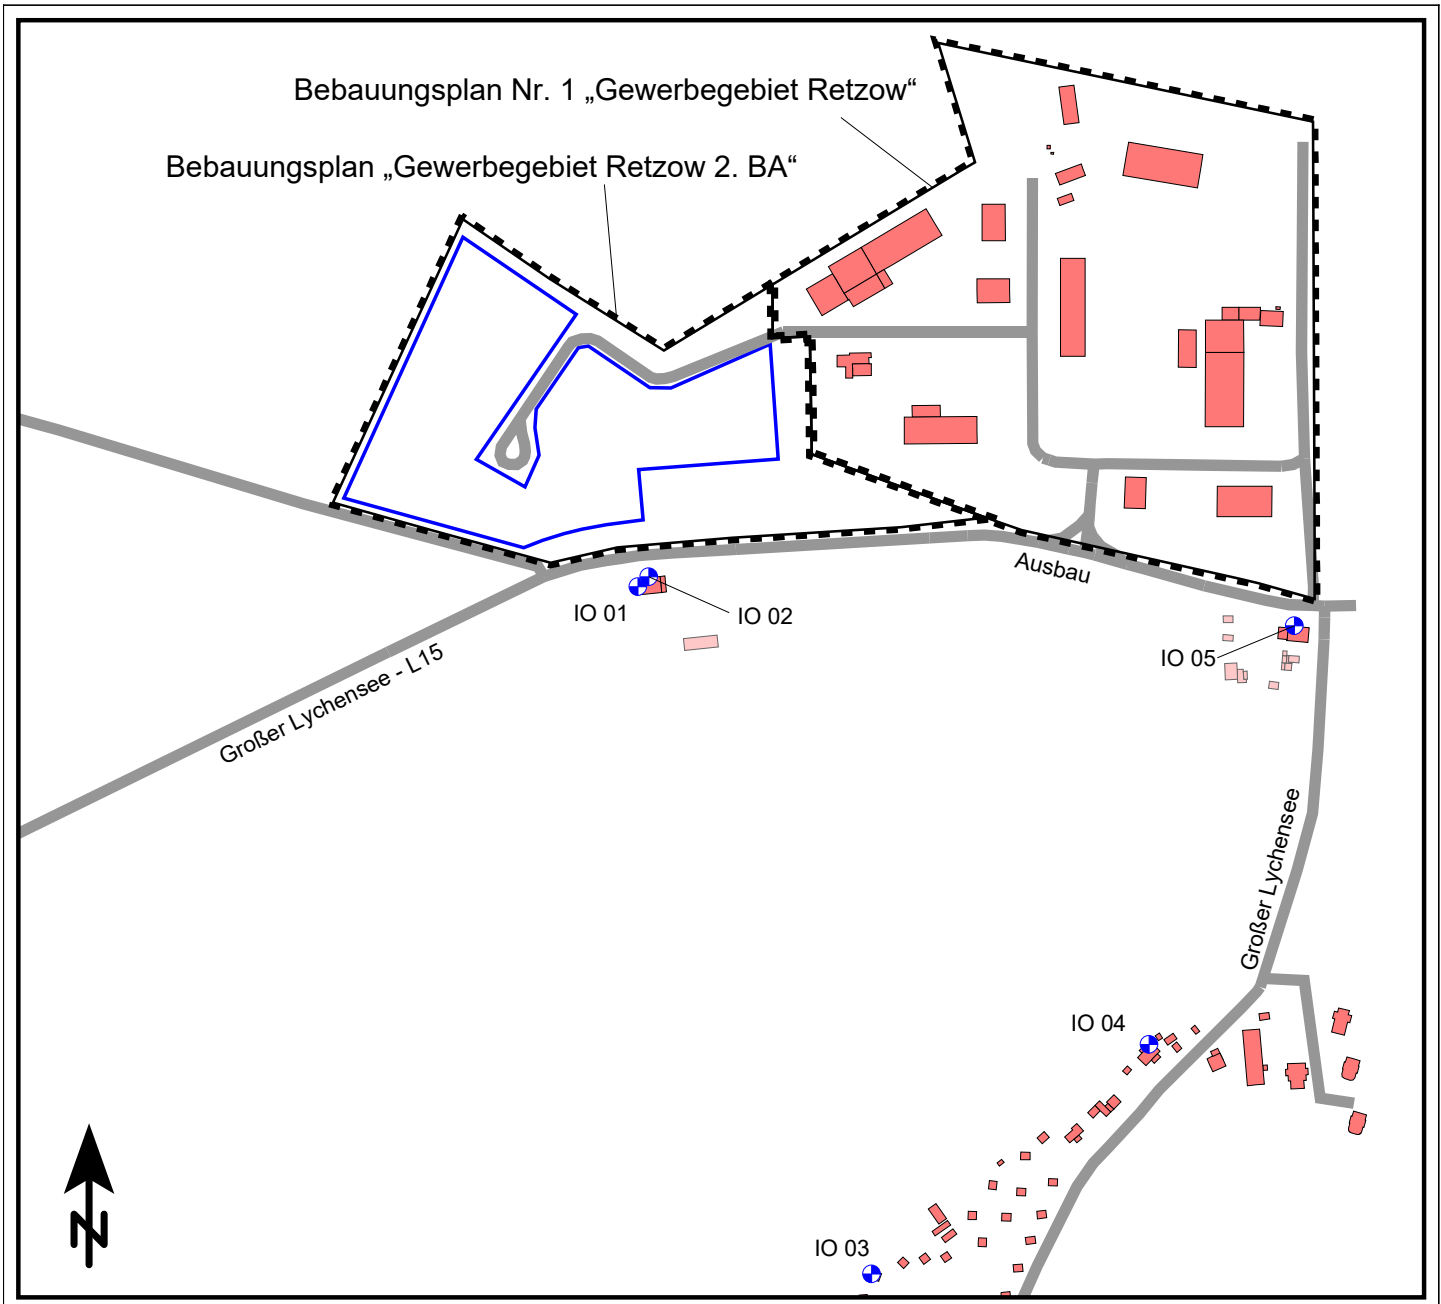 Bebauungsplan Nr. 1 „Gewerbegebiet Retzow“
Bebauungsplan „Gewerbegebiet Retzow 2. BA“
Ausbau
IO 01
IO 02
IO 05
Großer Lychensee - L15
Großer Lychensee
IO 04
IO 03
N